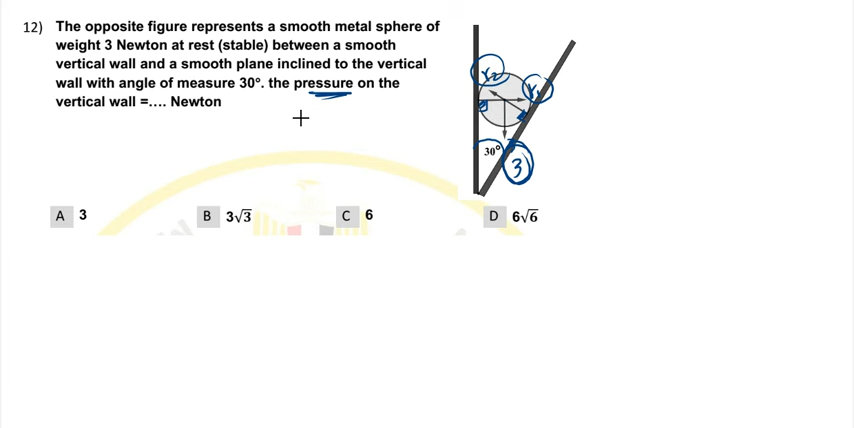 12) The opposite figure represents a smooth metal sphere of
weight 3 Newton at rest (stable) between a smooth
vertical wall and a smooth plane inclined to the vertical
wall with angle of measure 30°. the pressure on the
vertical wall =.... Newton
r₂
r₁
30°
3
A 3
B 3√3
C 6
D 6√6